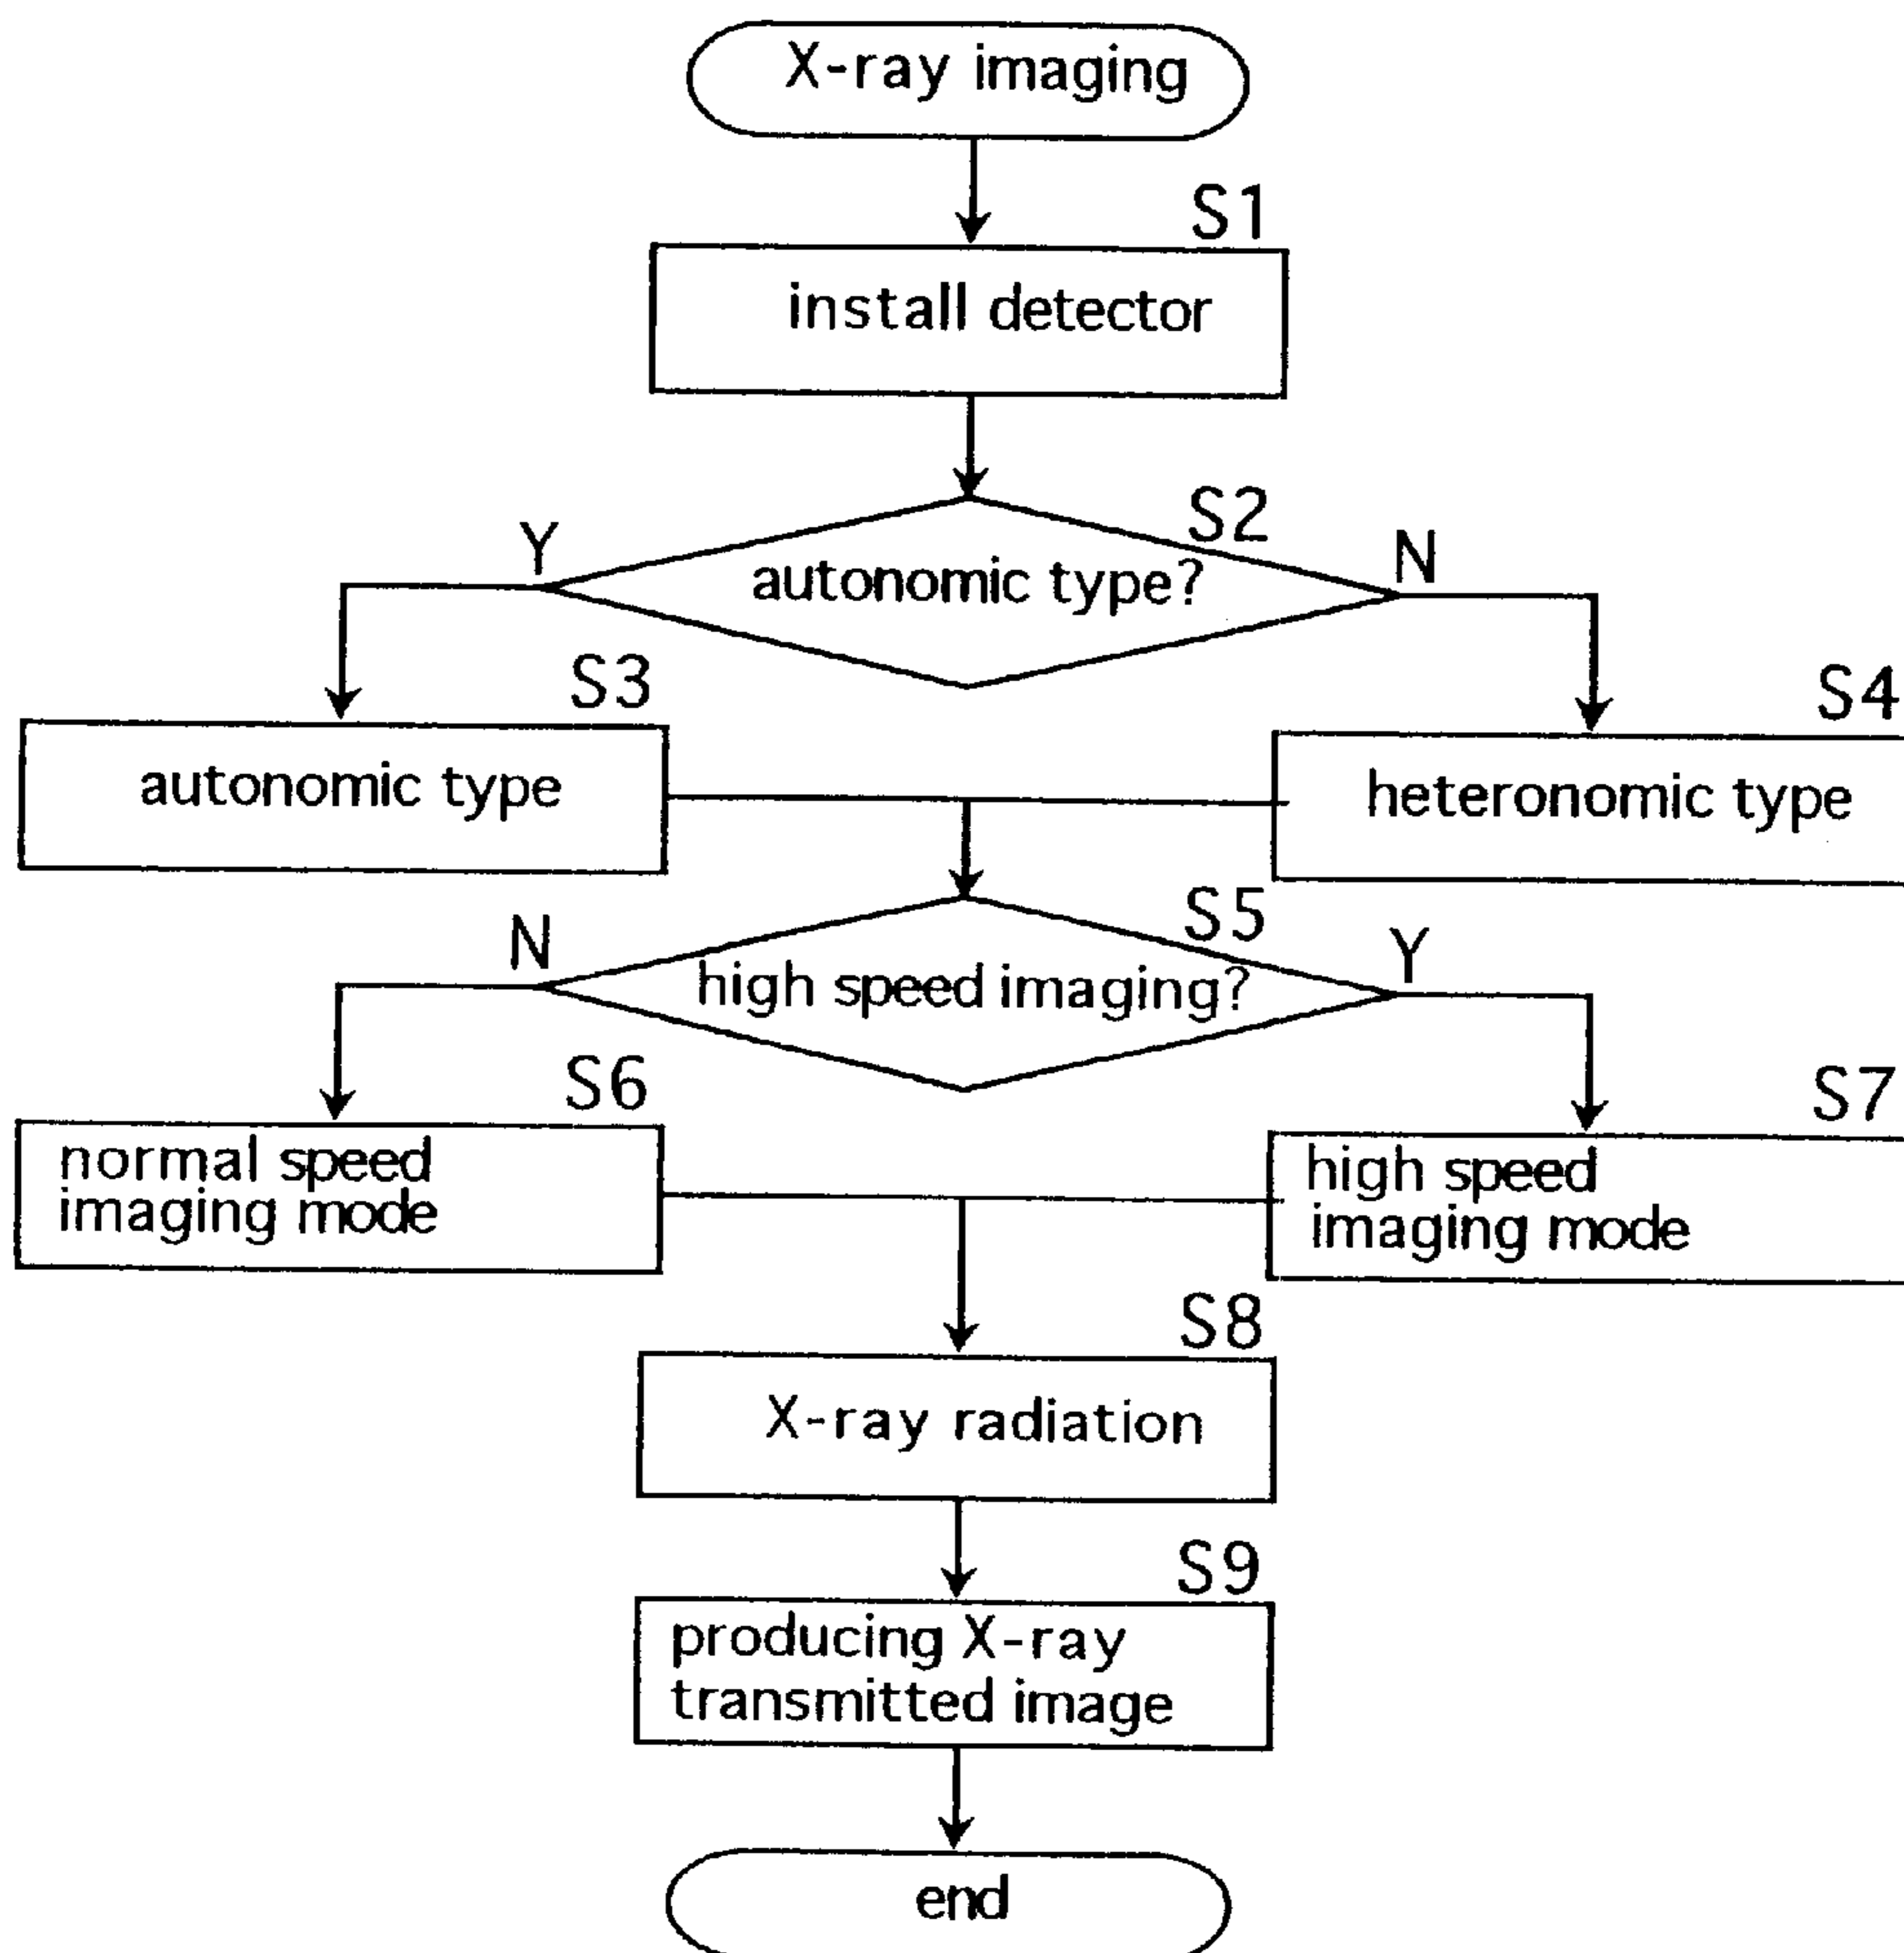 X-ray imaging
S1
install detector
S2
Y
N
autonomic type?
S3
S4
autonomic type
heteronomic type
S5
N
Y
high speed imaging?
S6
S7
normal speed
imaging mode
high speed
imaging mode
S8
X-ray radiation
S9
producing X-ray
transmitted image
end